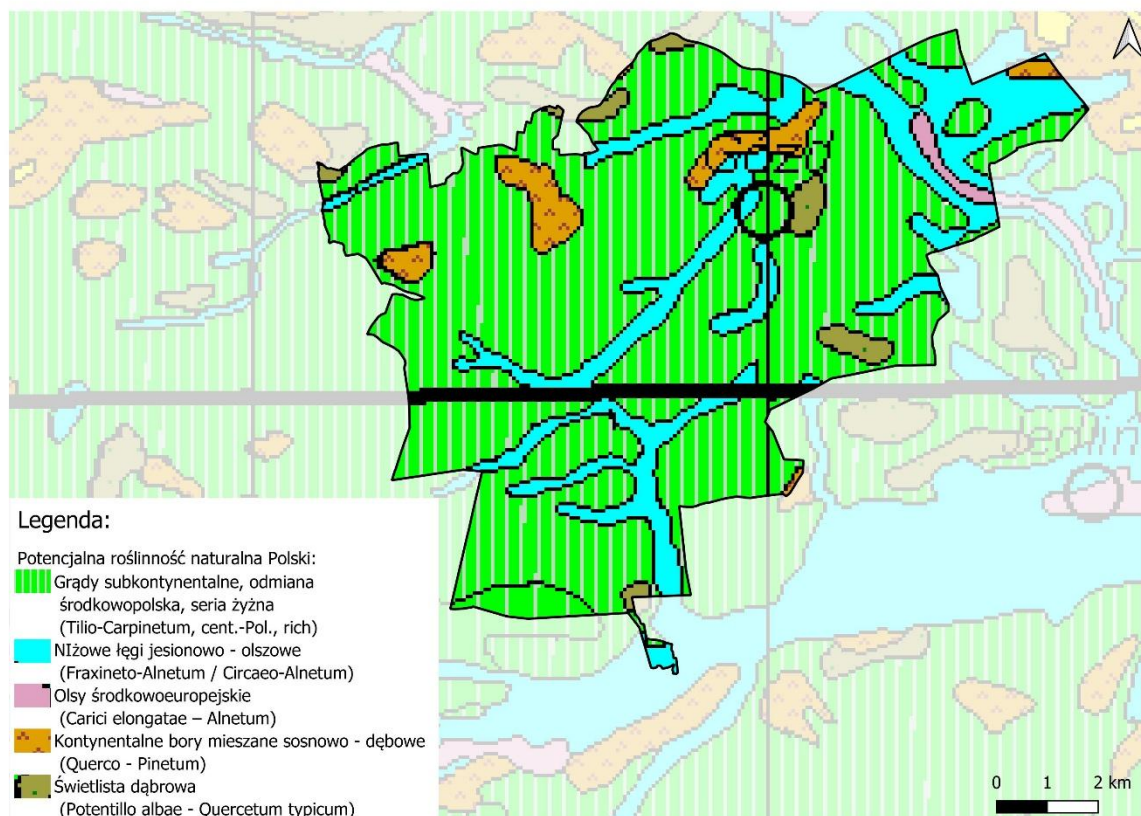 Legenda:
Potencjalna roślinność naturalna Polski:
Grądy subkontynentalne, odmiana
środkowopolska, seria żyżna
(Tilio-Carpinetum, cent.-Pol., rich)
NIżowe łęgi jesionowo - olszowe
(Fraxineto-Alnetum / Circaeo-Alnetum)
Olsy środkowoeuropejskie
(Carici elongatae – Alnetum)
Kontynentalne bory mieszane sosnowo - dębowe
(Querco - Pinetum)
Świetlista dąbrowa
(Potentillo albae - Quercetum typicum)
0 1 2 km